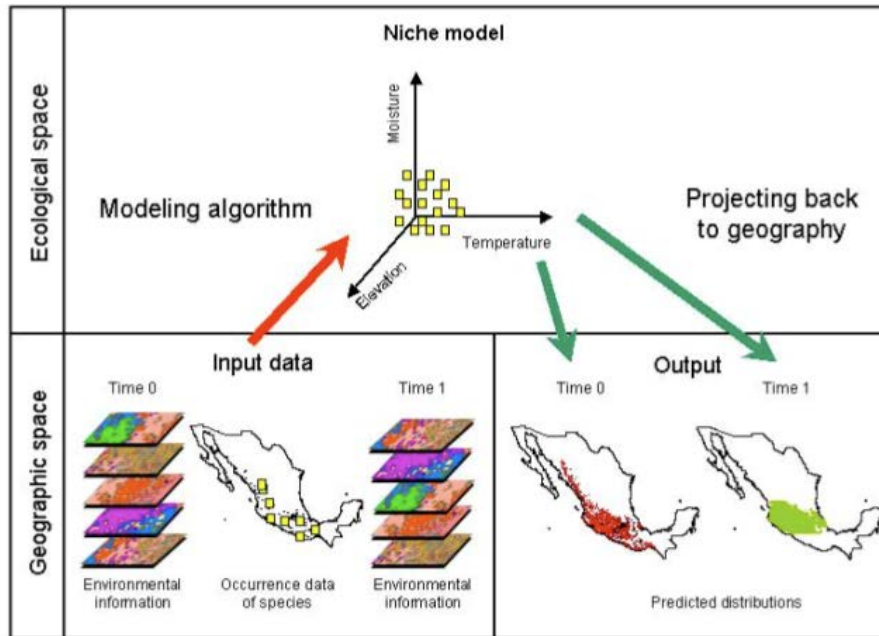 Ecological space
Niche model
Moisture
Temperature
Elevation
Modeling algorithm
Projecting back
to geography
Geographic space
Input data
Time 0
Time 1
Environmental
information
Occurrence data
of species
Environmental
information
Output
Time 0
Time 1
Predicted distributions